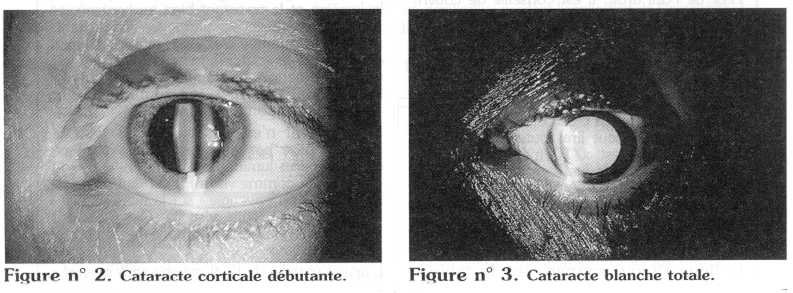 Figure n° 2. Cataracte corticale débutante.
Figure n° 3. Cataracte blanche totale.